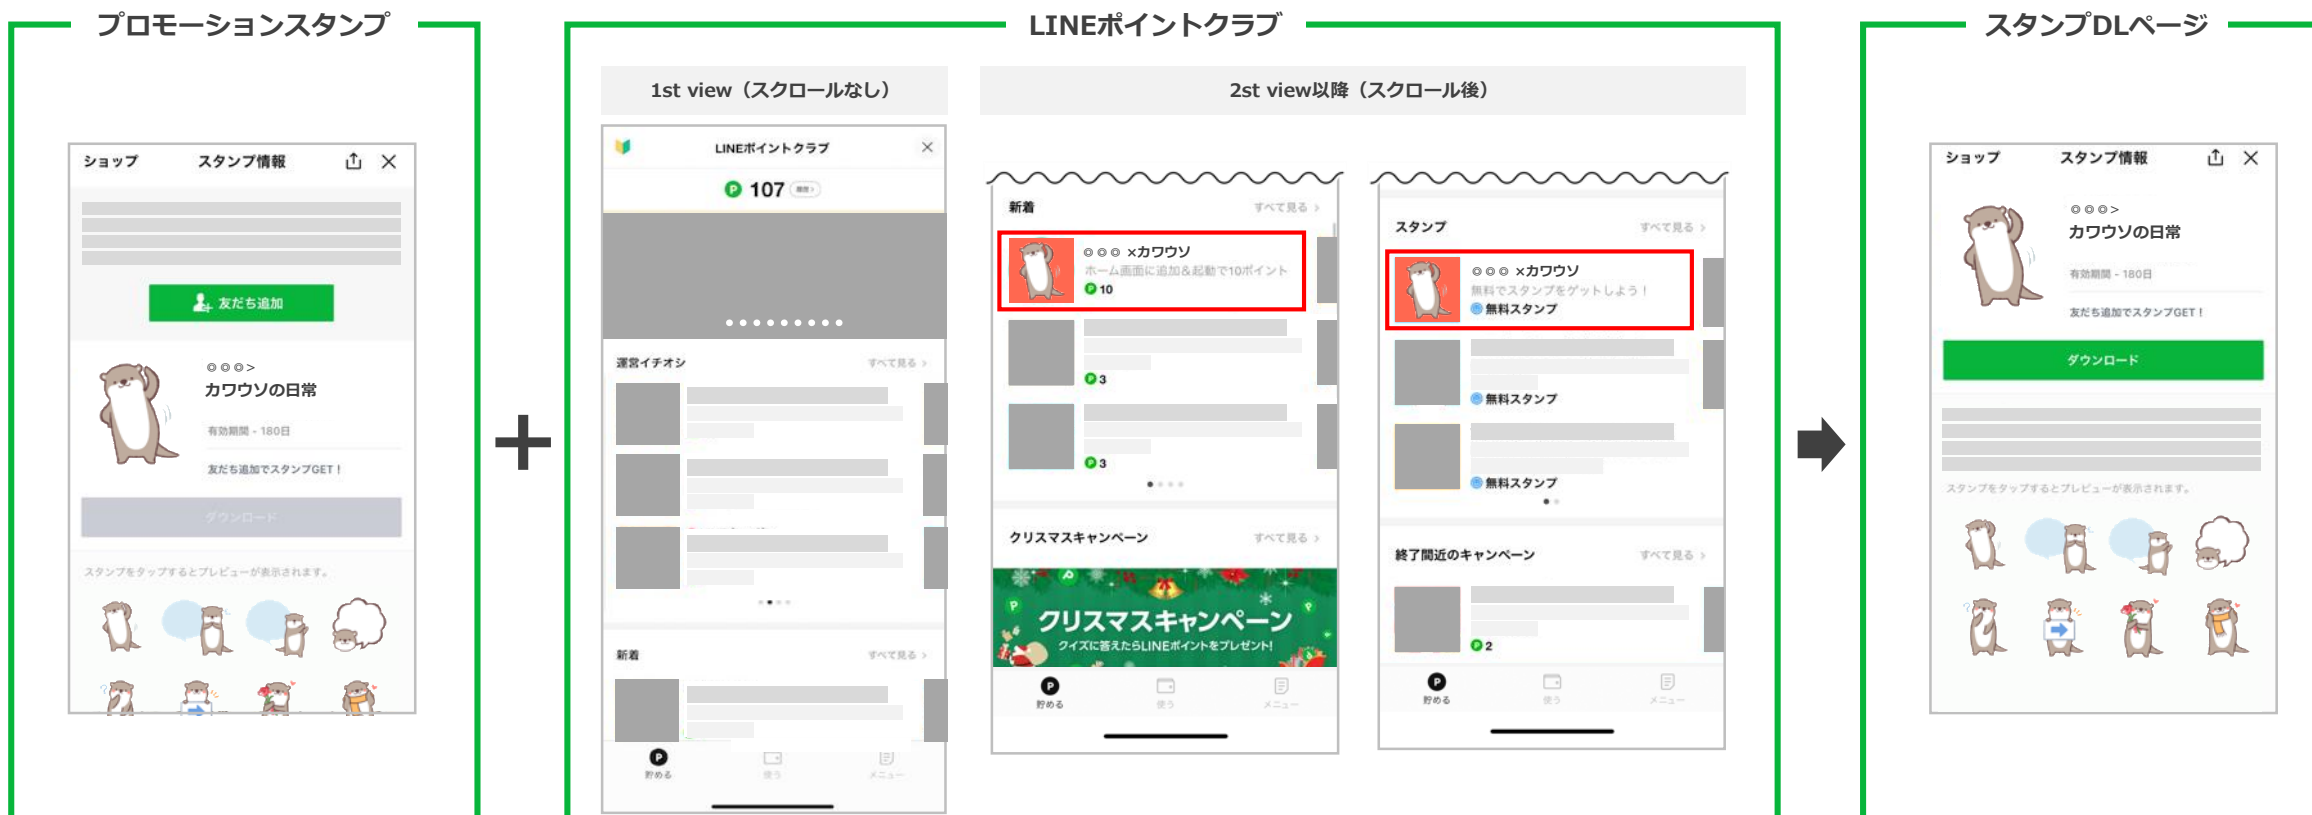 プロモーションスタンプ
ショップ
スタンプ情報
友だち追加
◎◎◎>
カワウソの日常
有効期間 - 180日
友だち追加でスタンプGET！
ダウンロード
スタンプをタップするとプレビューが表示されます。
LINEポイントクラブ
1st view（スクロールなし）
LINEポイントクラブ
P 107
運営イチオシ
すべて見る >
新着
すべて見る >
P
貯める
使う
メニュー
2st view以降（スクロール後）
新着
すべて見る >
◎◎◎ ×カワウソ
ホーム画面に追加＆起動で10ポイント
P 10
P 3
P 3
クリスマスキャンペーン
すべて見る >
クリスマスキャンペーン
クイズに答えたらLINEポイントをプレゼント!
P
貯める
使う
メニュー
スタンプ
すべて見る >
◎◎◎ ×カワウソ
無料でスタンプをゲットしよう！
無料スタンプ
無料スタンプ
無料スタンプ
終了間近のキャンペーン
すべて見る >
P 2
P
貯める
使う
メニュー
スタンプDLページ
ショップ
スタンプ情報
◎◎◎>
カワウソの日常
有効期間 - 180日
友だち追加でスタンプGET！
ダウンロード
スタンプをタップするとプレビューが表示されます。